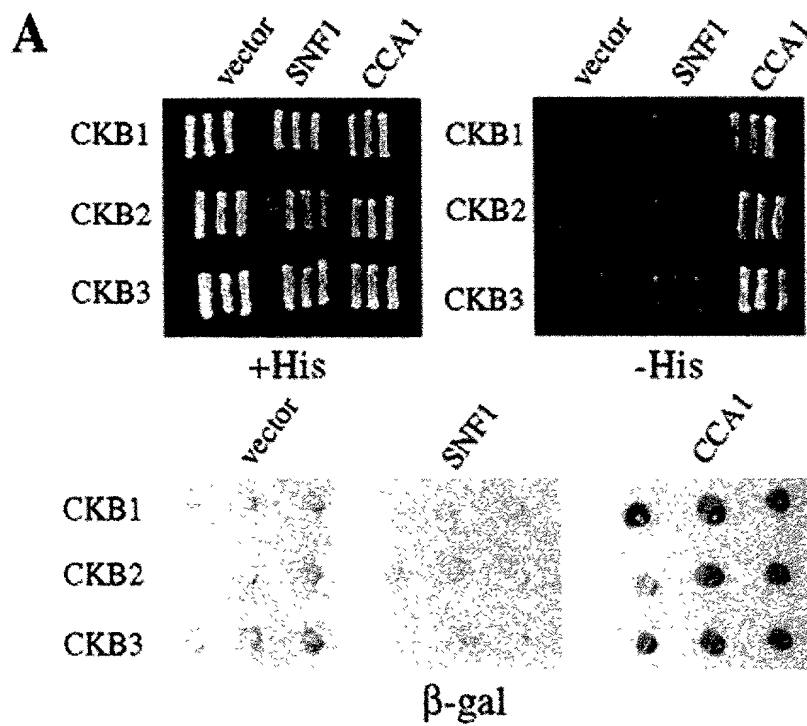 A
vector SNF1 CCA1 vector SNF1 CCA1
CKB1 CKB1
CKB2 CKB2
CKB3 CKB3
+His -His
vector SNF1 CCA1
CKB1
CKB2
CKB3
β-gal